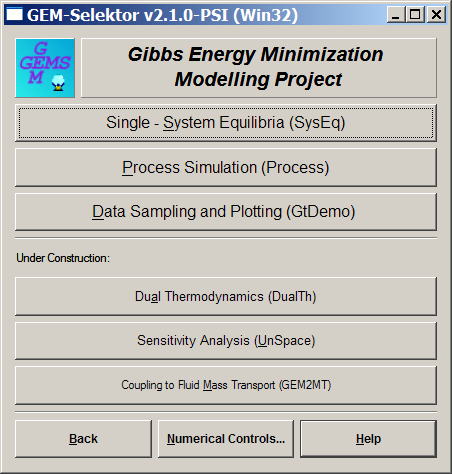 GEM-Selektor v2.1.0-PSI (Win32)
G
GEMS
M
Gibbs Energy Minimization
Modelling Project
Single - System Equilibria (SysEq)
Process Simulation (Process)
Data Sampling and Plotting (GtDemo)
Under Construction:
Dual Thermodynamics (DualTh)
Sensitivity Analysis (UnSpace)
Coupling to Fluid Mass Transport (GEM2MT)
Back
Numerical Controls...
Help